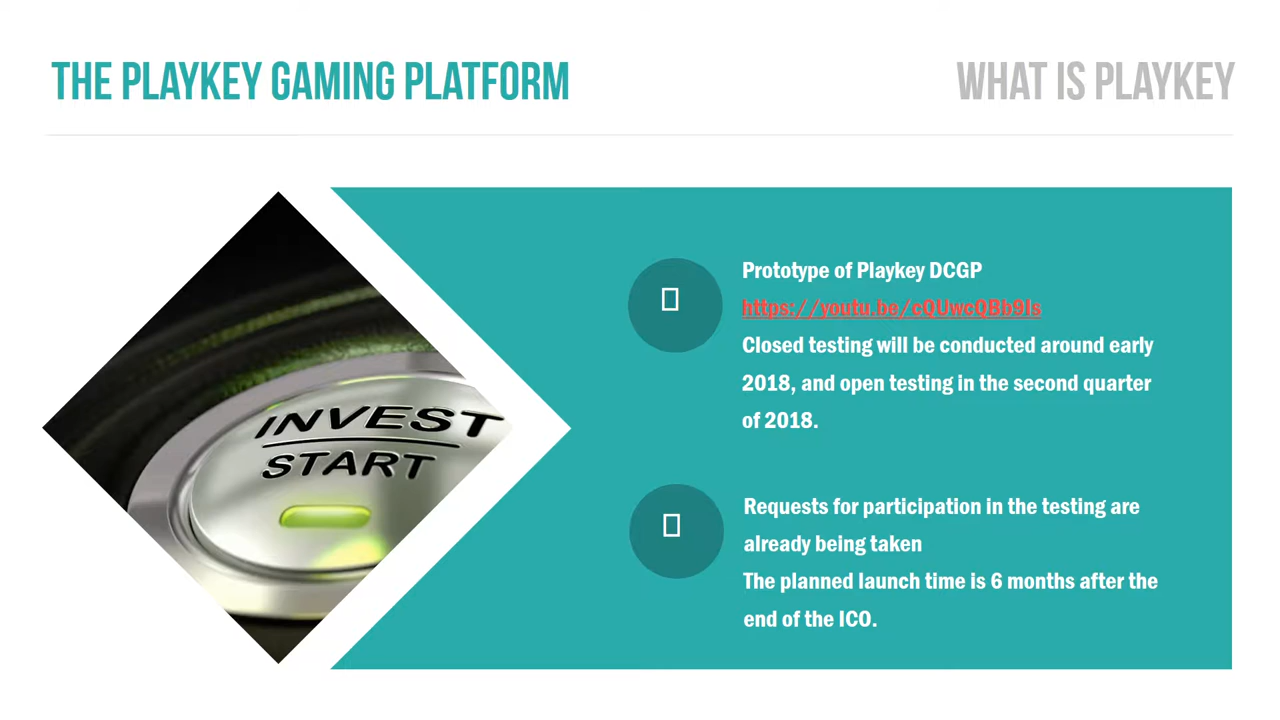 THE PLAYKEY GAMING PLATFORM
WHAT IS PLAYKEY
INVEST
START
Prototype of Playkey DCGP
https://youtu.be/cQUwcQBb9Is
Closed testing will be conducted around early
2018, and open testing in the second quarter
of 2018.
Requests for participation in the testing are
already being taken
The planned launch time is 6 months after the
end of the ICO.